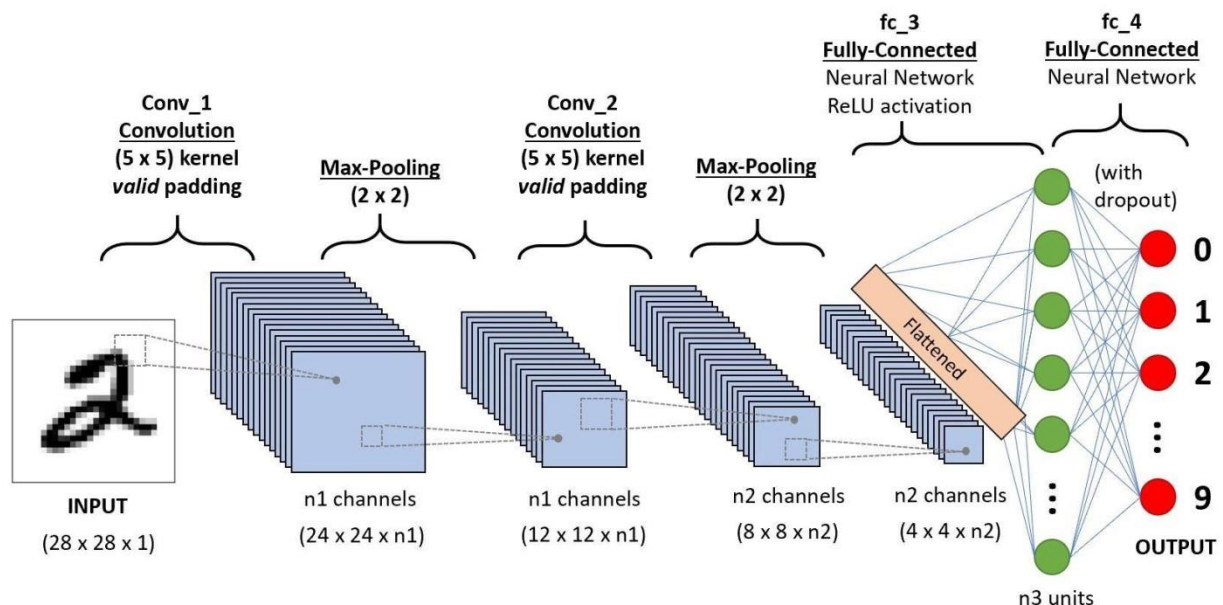 Conv_1
Convolution
(5 x 5) kernel
valid padding
Max-Pooling
(2 x 2)
Conv_2
Convolution
(5 x 5) kernel
valid padding
Max-Pooling
(2 x 2)
fc_3
Fully-Connected
Neural Network
ReLU activation
fc_4
Fully-Connected
Neural Network
(with
dropout)
2
INPUT
(28 x 28 x 1)
n1 channels
(24 x 24 x n1)
n1 channels
(12 x 12 x n1)
n2 channels
(8 x 8 x n2)
n2 channels
(4 x 4 x n2)
Flattened
n3 units
0
1
2
9
OUTPUT